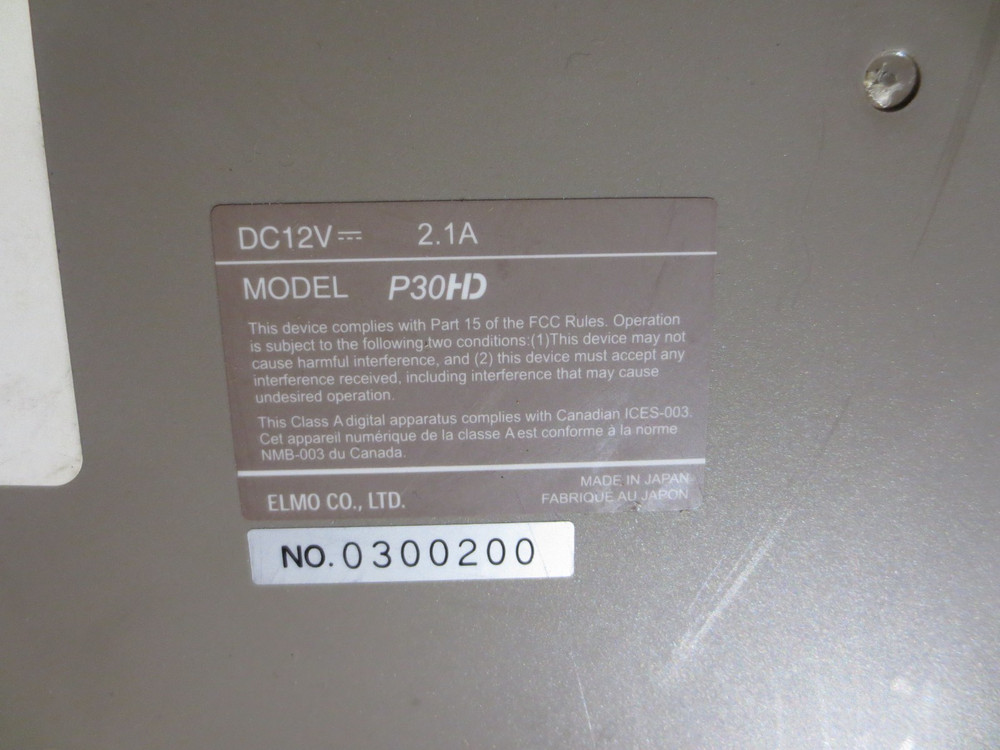 DC12V⎓ 2.1A
MODEL P30HD
This device complies with Part 15 of the FCC Rules. Operation
is subject to the following two conditions:(1)This device may not
cause harmful interference, and (2) this device must accept any
interference received, including interference that may cause
undesired operation.
This Class A digital apparatus complies with Canadian ICES-003.
Cet appareil numérique de la classe A est conforme à la norme
NMB-003 du Canada.
MADE IN JAPAN
ELMO CO., LTD. FABRIQUE AU JAPON
NO. 0300200